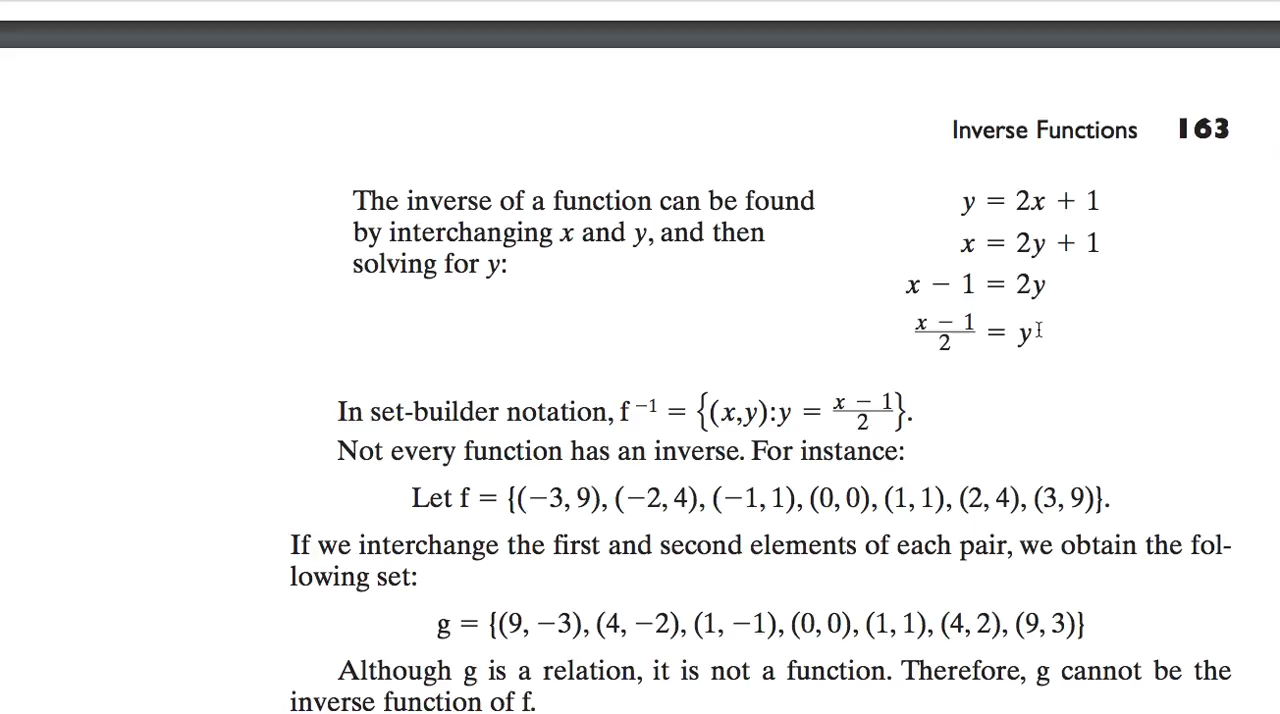 Inverse Functions 163
The inverse of a function can be found y = 2x + 1
by interchanging x and y, and then x = 2y + 1
solving for y: x − 1 = 2y
x − 1 / 2 = y
In set-builder notation, f⁻¹ = {(x,y):y = x − 1 / 2}.
Not every function has an inverse. For instance:
Let f = {(−3, 9), (−2, 4), (−1, 1), (0, 0), (1, 1), (2, 4), (3, 9)}.
If we interchange the first and second elements of each pair, we obtain the fol-
lowing set:
g = {(9, −3), (4, −2), (1, −1), (0, 0), (1, 1), (4, 2), (9, 3)}
Although g is a relation, it is not a function. Therefore, g cannot be the
inverse function of f.